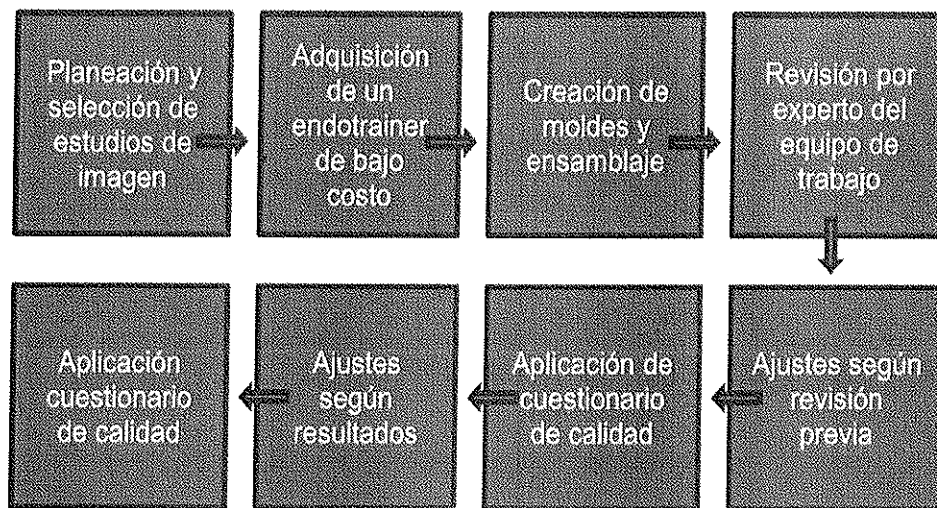 Planeación y
selección de
estudios de
imagen
Adquisición
de un
endotrainer
de bajo
costo
Creación de
moldes y
ensamblaje
Revisión por
experto del
equipo de
trabajo
Ajustes según
revisión
previa
Aplicación de
cuestionario
de calidad
Ajustes
según
resultados
Aplicación
cuestionario
de calidad